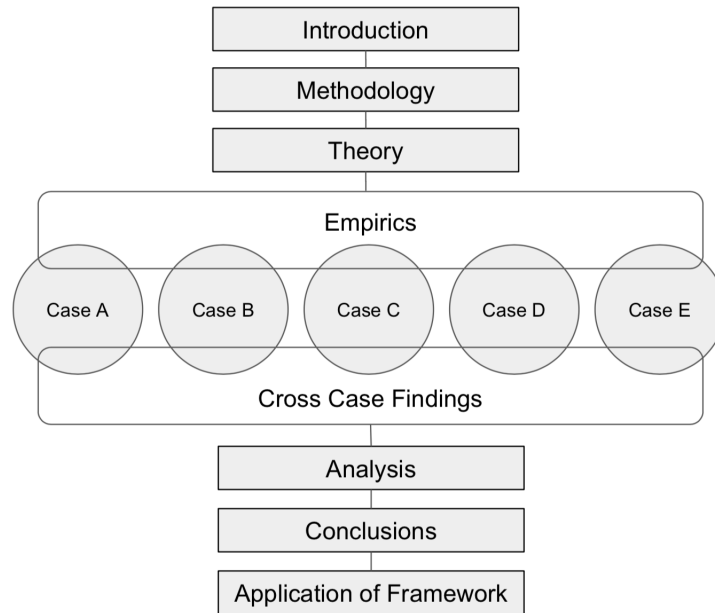 Introduction
Methodology
Theory
Empirics
Case A
Case B
Case C
Case D
Case E
Cross Case Findings
Analysis
Conclusions
Application of Framework